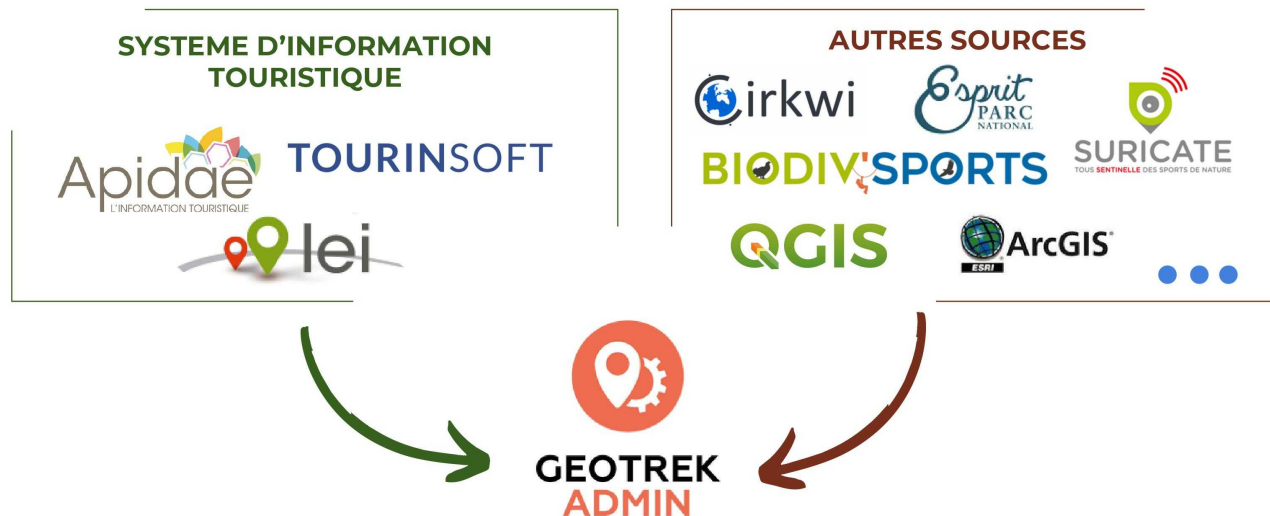 SYSTEME D’INFORMATION
TOURISTIQUE
Apidae
L'INFORMATION TOURISTIQUE
TOURINSOFT
lei
AUTRES SOURCES
Cirkwi
Esprit
PARC
NATIONAL
SURICATE
TOUS SENTINELLE DES SPORTS DE NATURE
BIODIV'SPORTS
QGIS
ArcGIS®
ESRI
GEOTREK
ADMIN